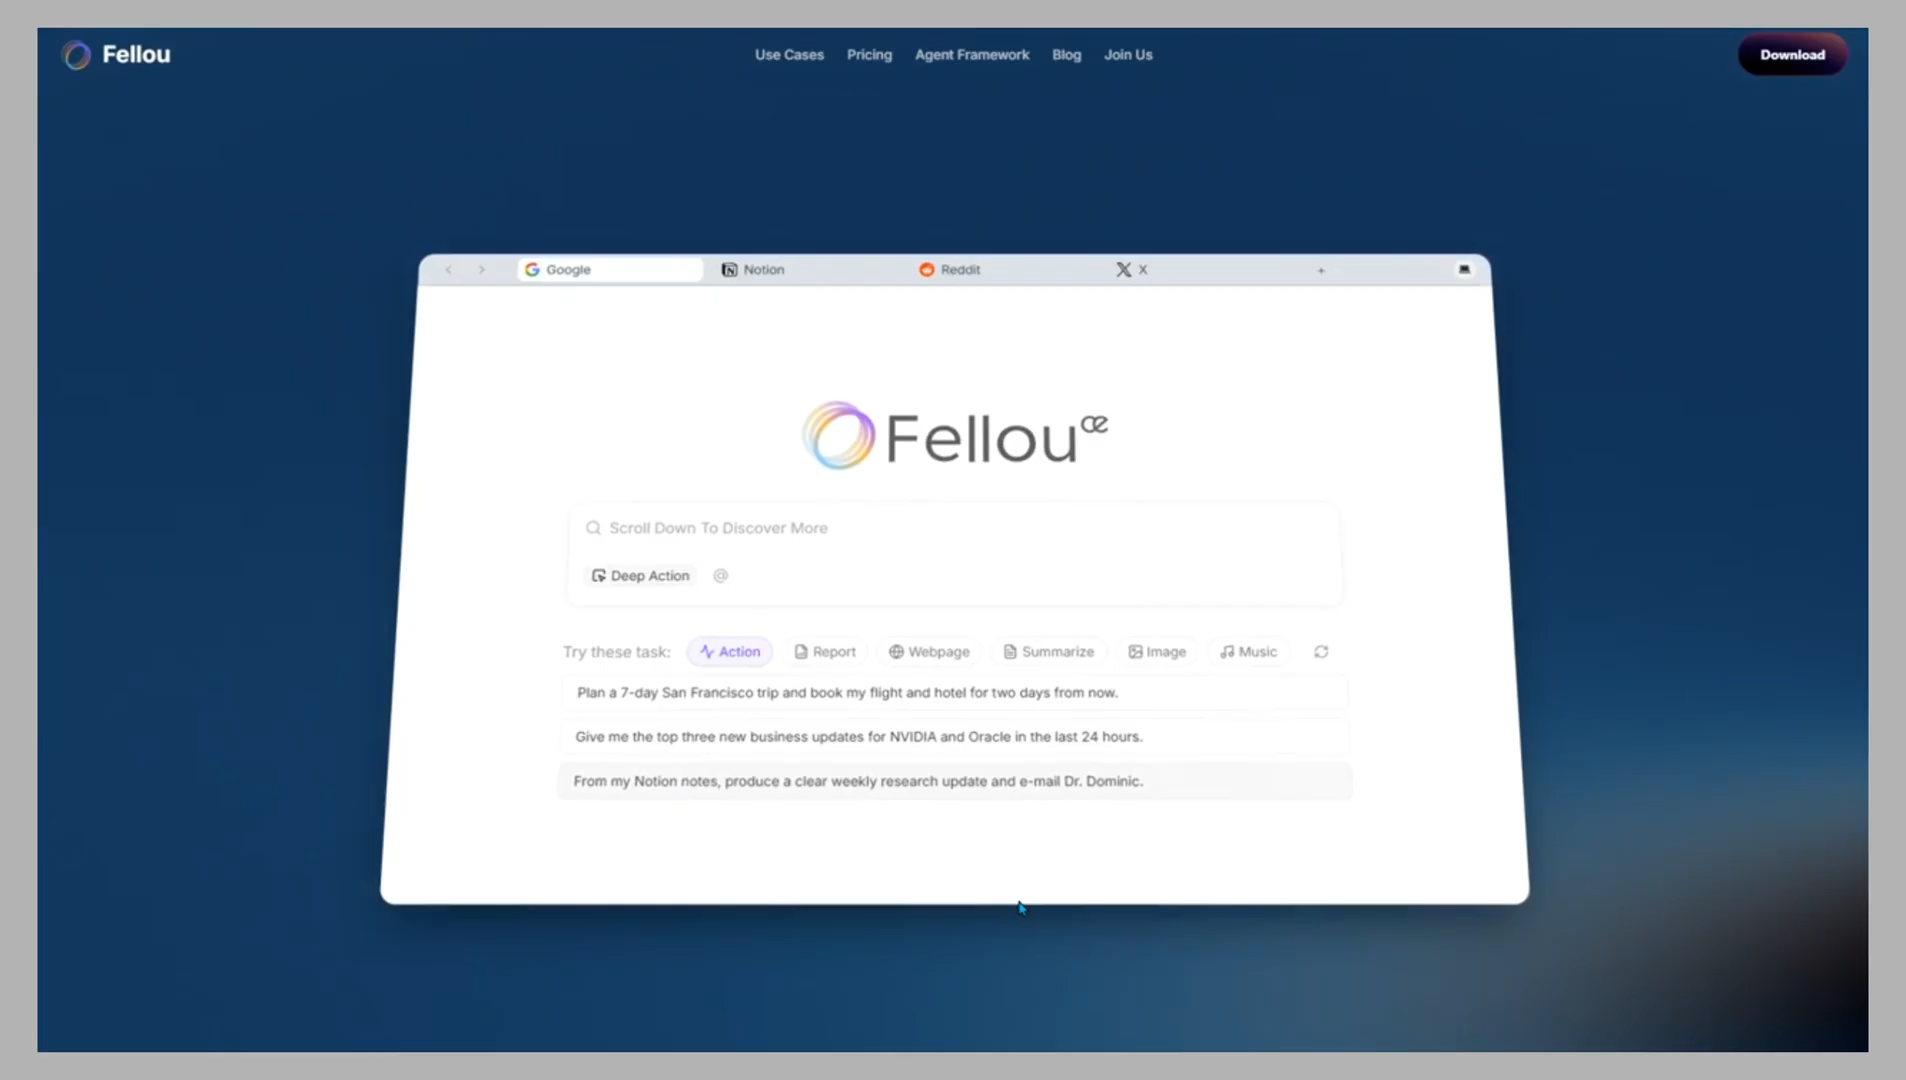 Fellou
Use Cases Pricing Agent Framework Blog Join Us
Download
Google
Notion
Reddit
X
Fellou œ
Scroll Down To Discover More
Deep Action @
Try these task: Action Report Webpage Summarize Image Music
Plan a 7-day San Francisco trip and book my flight and hotel for two days from now.
Give me the top three new business updates for NVIDIA and Oracle in the last 24 hours.
From my Notion notes, produce a clear weekly research update and e-mail Dr. Dominic.